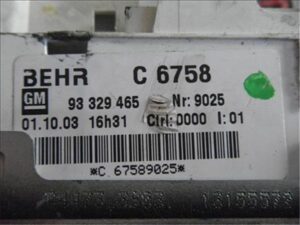 BEHR C 6758
GM 93 329 465 Nr: 9025
01.10.03 16h31 Ctrl:0000 I:01
*C 67589025*